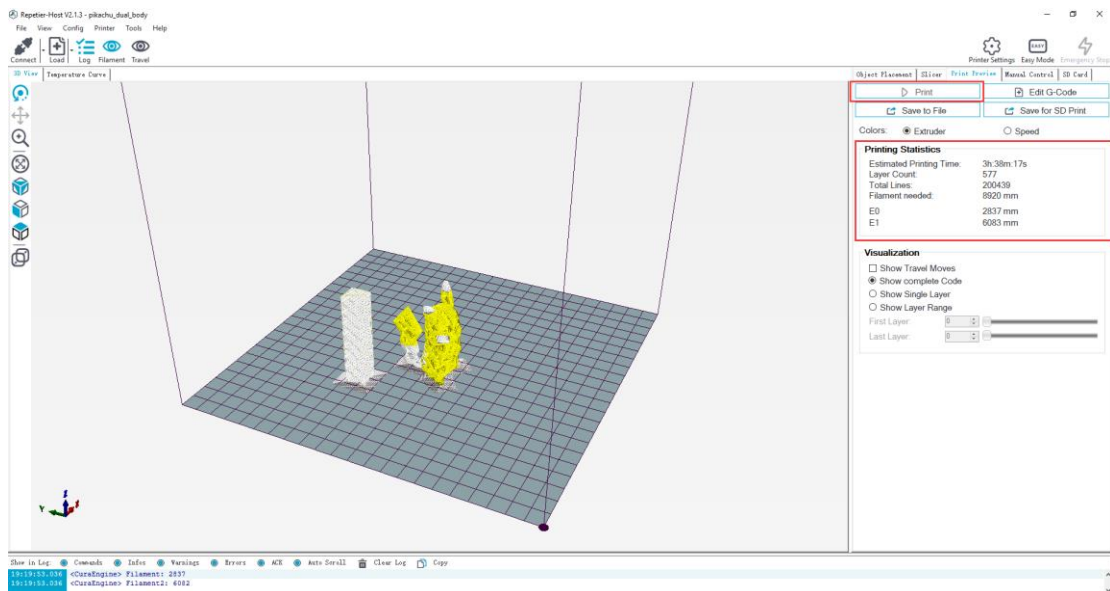 Repetier-Host V2.1.3 - pikachu_dual_body
File View Config Printer Tools Help
Connect Load Log Filament Travel
EASY
Printer Settings Easy Mode Emergency Stop
3D View Temperature Curve
Object Placement Slicer Print Preview Manual Control SD Card
Print Edit G-Code
Save to File Save for SD Print
Colors: Extruder Speed
Printing Statistics
Estimated Printing Time: 3h:38m:17s
Layer Count: 577
Total Lines: 200439
Filament needed: 8920 mm
E0 2837 mm
E1 6083 mm
Visualization
Show Travel Moves
Show complete Code
Show Single Layer
Show Layer Range
First Layer: 0
Last Layer: 0
Show in Log: Commands Infos Warnings Errors ACK Auto Scroll Clear Log Copy
19:19:53.036 <CuraEngine> Filament: 2837
19:19:53.036 <CuraEngine> Filament2: 6082